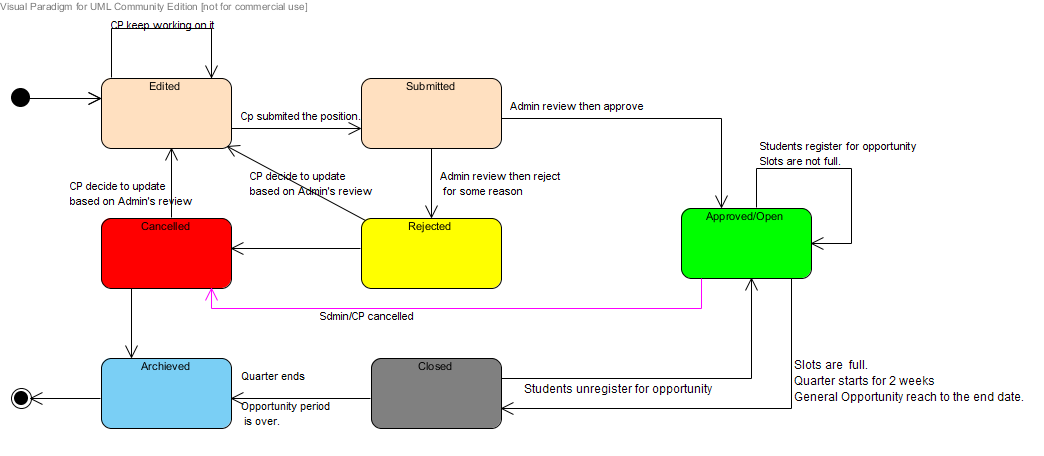 Visual Paradigm for UML Community Edition [not for commercial use]
CP keep working on it
Edited
Submitted
Cp submited the position.
Admin review then approve
Students register for opportunity
Slots are not full.
CP decide to update
based on Admin's review
CP decide to update
based on Admin's review
Admin review then reject
for some reason
Cancelled
Rejected
Approved/Open
Sdmin/CP cancelled
Archieved
Quarter ends
Opportunity period
is over.
Closed
Students unregister for opportunity
Slots are full.
Quarter starts for 2 weeks
General Opportunity reach to the end date.